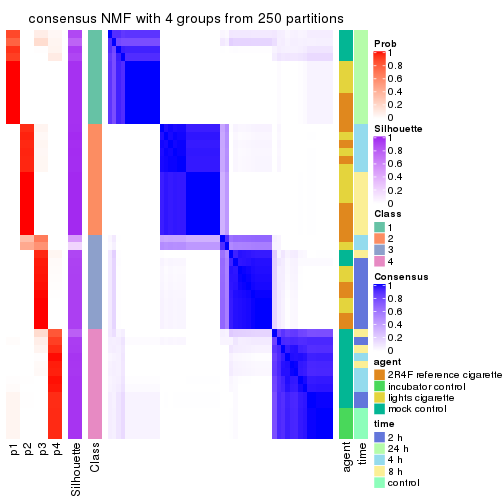 consensus NMF with 4 groups from 250 partitions
Prob
1
0.8
0.6
0.4
0.2
0
Silhouette
1
0.8
0.6
0.4
0.2
0
Class
1
2
3
4
Consensus
1
0.8
0.6
0.4
0.2
0
agent
2R4F reference cigarette
incubator control
lights cigarette
mock control
time
2 h
24 h
4 h
8 h
control
p1
p2
p3
p4
Silhouette
Class
agent
time